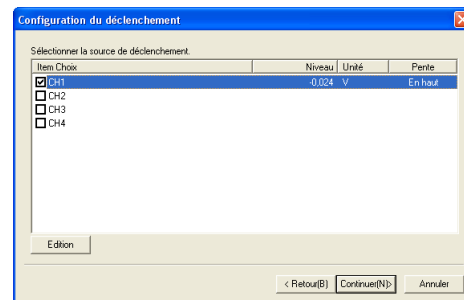 Configuration du déclenchement
Sélectionner la source de déclenchement.
Item Choix Niveau Unité Pente
CH1 -0,024 V En haut
CH2
CH3
CH4
Edition
< Retour(B) Continuer(N)> Annuler